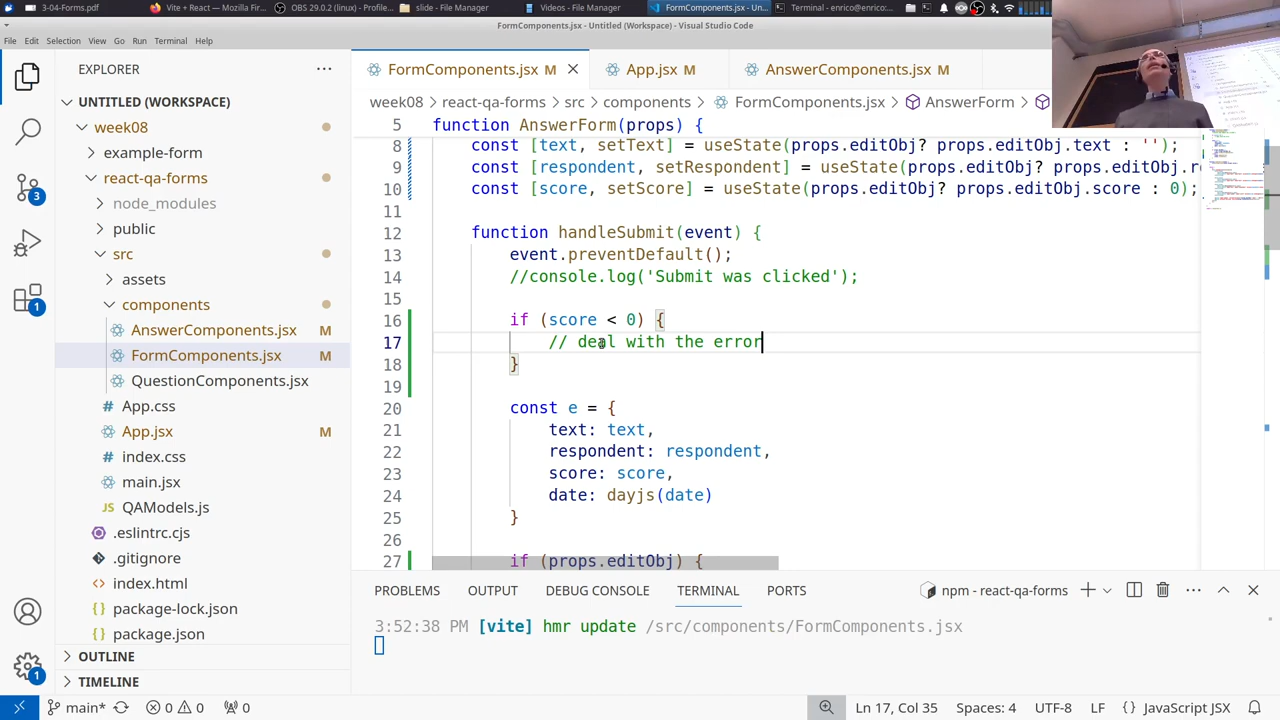 3-04-Forms.pdf
Vite + React — Mozilla Fir...
OBS 29.0.2 (linux) - Profile...
slide - File Manager
Videos - File Manager
FormComponents.jsx - Un...
Terminal - enrico@enrico:...
FormComponents.jsx - Untitled (Workspace) - Visual Studio Code
File Edit Selection View Go Run Terminal Help
EXPLORER
UNTITLED (WORKSPACE)
week08
example-form
react-qa-forms
node_modules
public
src
assets
components
AnswerComponents.jsx M
FormComponents.jsx M
QuestionComponents.jsx
App.css
App.jsx M
index.css
main.jsx
QAModels.js
.eslintrc.cjs
.gitignore
index.html
package-lock.json
package.json
OUTLINE
TIMELINE
3
1
1
FormComponents.jsx M
App.jsx M
AnswerComponents.jsx M
week08 > react-qa-forms > src > components > FormComponents.jsx > AnswerForm >
5 function AnswerForm(props) {
8 const [text, setText] = useState(props.editObj? props.editObj.text : '');
9 const [respondent, useState(props.editObj? props.editObj.r
10 const [score, setScore] = useState(props.editObj? props.editObj.score : 0);
11
12 function handleSubmit(event) {
13 event.preventDefault();
14 //console.log('Submit was clicked');
15
16 if (score < 0) {
17 // deal with the error
18 }
19
20 const e = {
21 text: text,
22 respondent: respondent,
23 score: score,
24 date: dayjs(date)
25 }
26
27 if (props.editObj) {
PROBLEMS OUTPUT DEBUG CONSOLE TERMINAL PORTS
npm - react-qa-forms
3:52:38 PM [vite] hmr update /src/components/FormComponents.jsx
main* 0 0 0
Ln 17, Col 35 Spaces: 4 UTF-8 LF {} JavaScript JSX